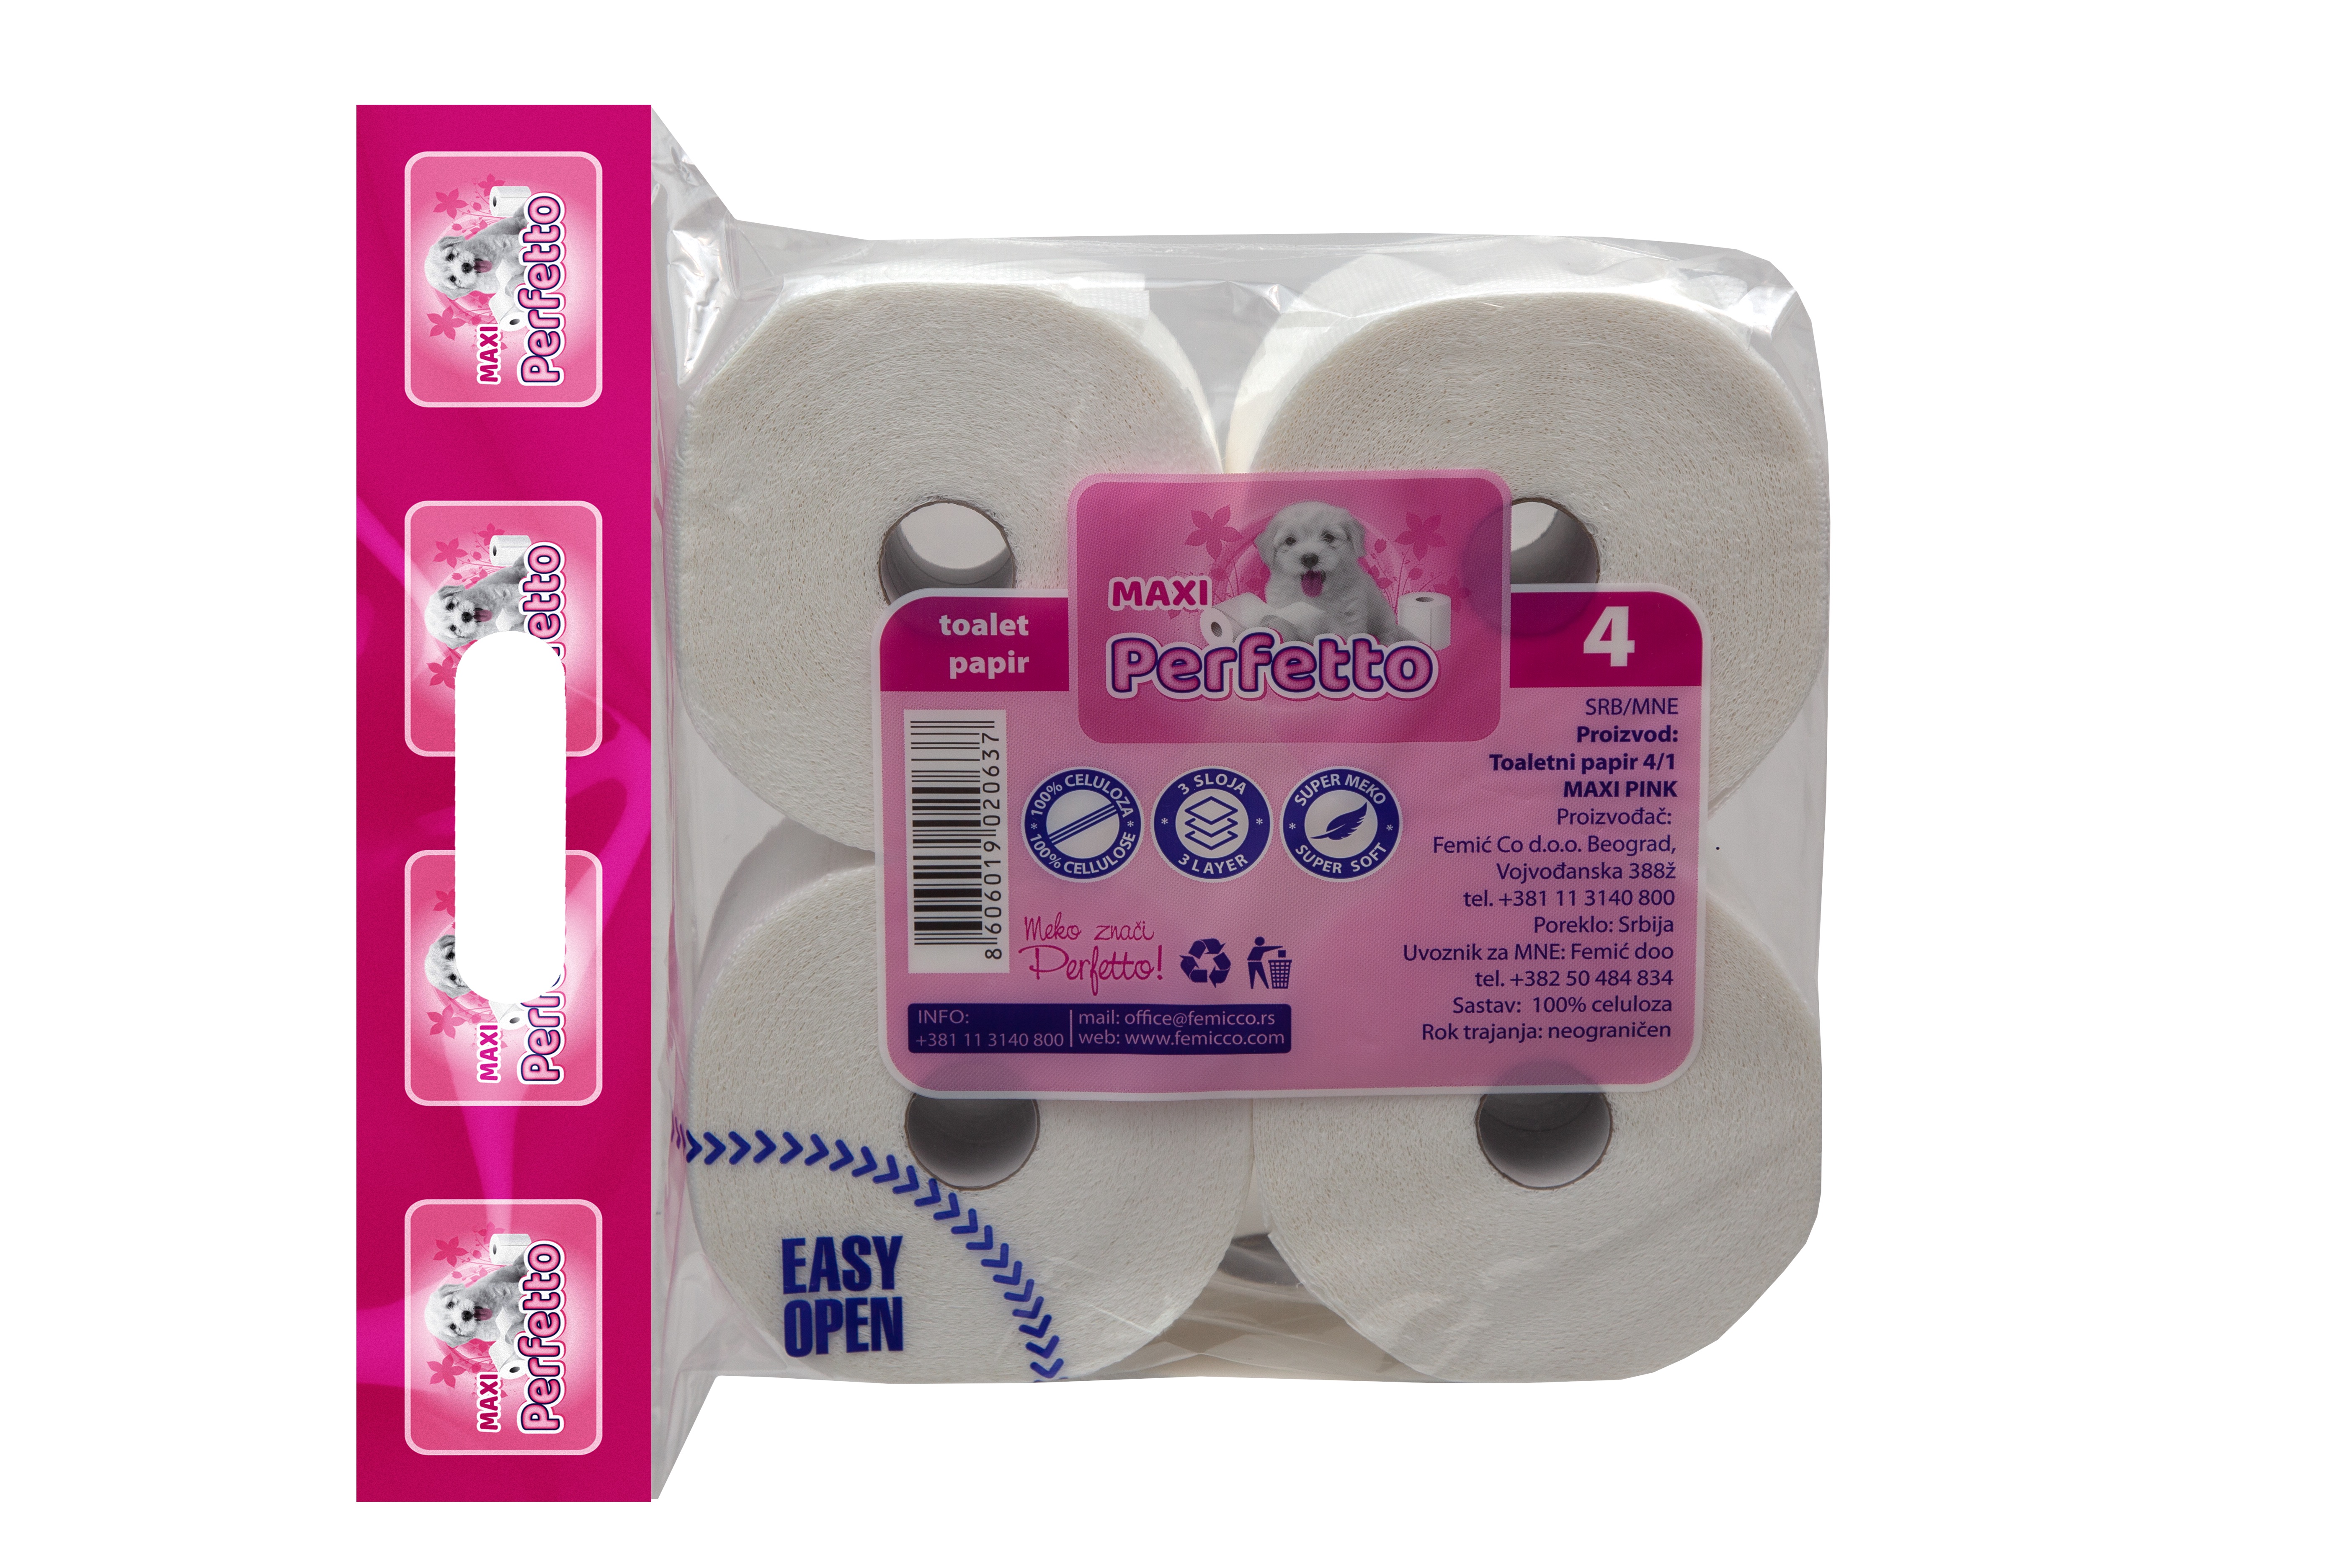 MAXI
Perfetto
etto
MAXI
Perfe
MAXI
Perfetto
toalet
papir
MAXI
Perfetto
4
8606019020637
* 100% CELULOZA *
100% CELLULOSE
3 SLOJA
* *
3 LAYER
SUPER MEKO
* *
SUPER SOFT
Meko znači
Perfetto!
INFO:
+381 11 3140 800
mail: office@femicco.rs
web: www.femicco.com
SRB/MNE
Proizvod:
Toaletni papir 4/1
MAXI PINK
Proizvođač:
Femić Co d.o.o. Beograd,
Vojvođanska 388ž
tel. +381 11 3140 800
Poreklo: Srbija
Uvoznik za MNE: Femić doo
tel. +382 50 484 834
Sastav: 100% celuloza
Rok trajanja: neograničen
EASY
OPEN